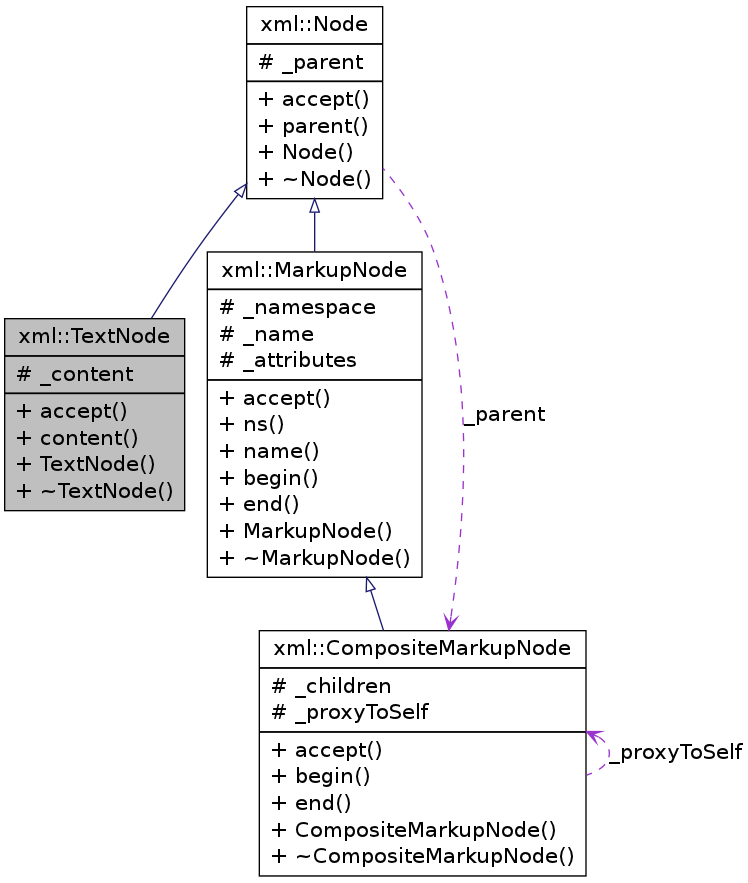 xml::Node
# _parent
+ accept()
+ parent()
+ Node()
+ ~Node()
xml::TextNode
# _content
+ accept()
+ content()
+ TextNode()
+ ~TextNode()
xml::MarkupNode
# _namespace
# _name
# _attributes
+ accept()
+ ns()
+ name()
+ begin()
+ end()
+ MarkupNode()
+ ~MarkupNode()
_parent
xml::CompositeMarkupNode
# _children
# _proxyToSelf
+ accept()
+ begin()
+ end()
+ CompositeMarkupNode()
+ ~CompositeMarkupNode()
_proxyToSelf